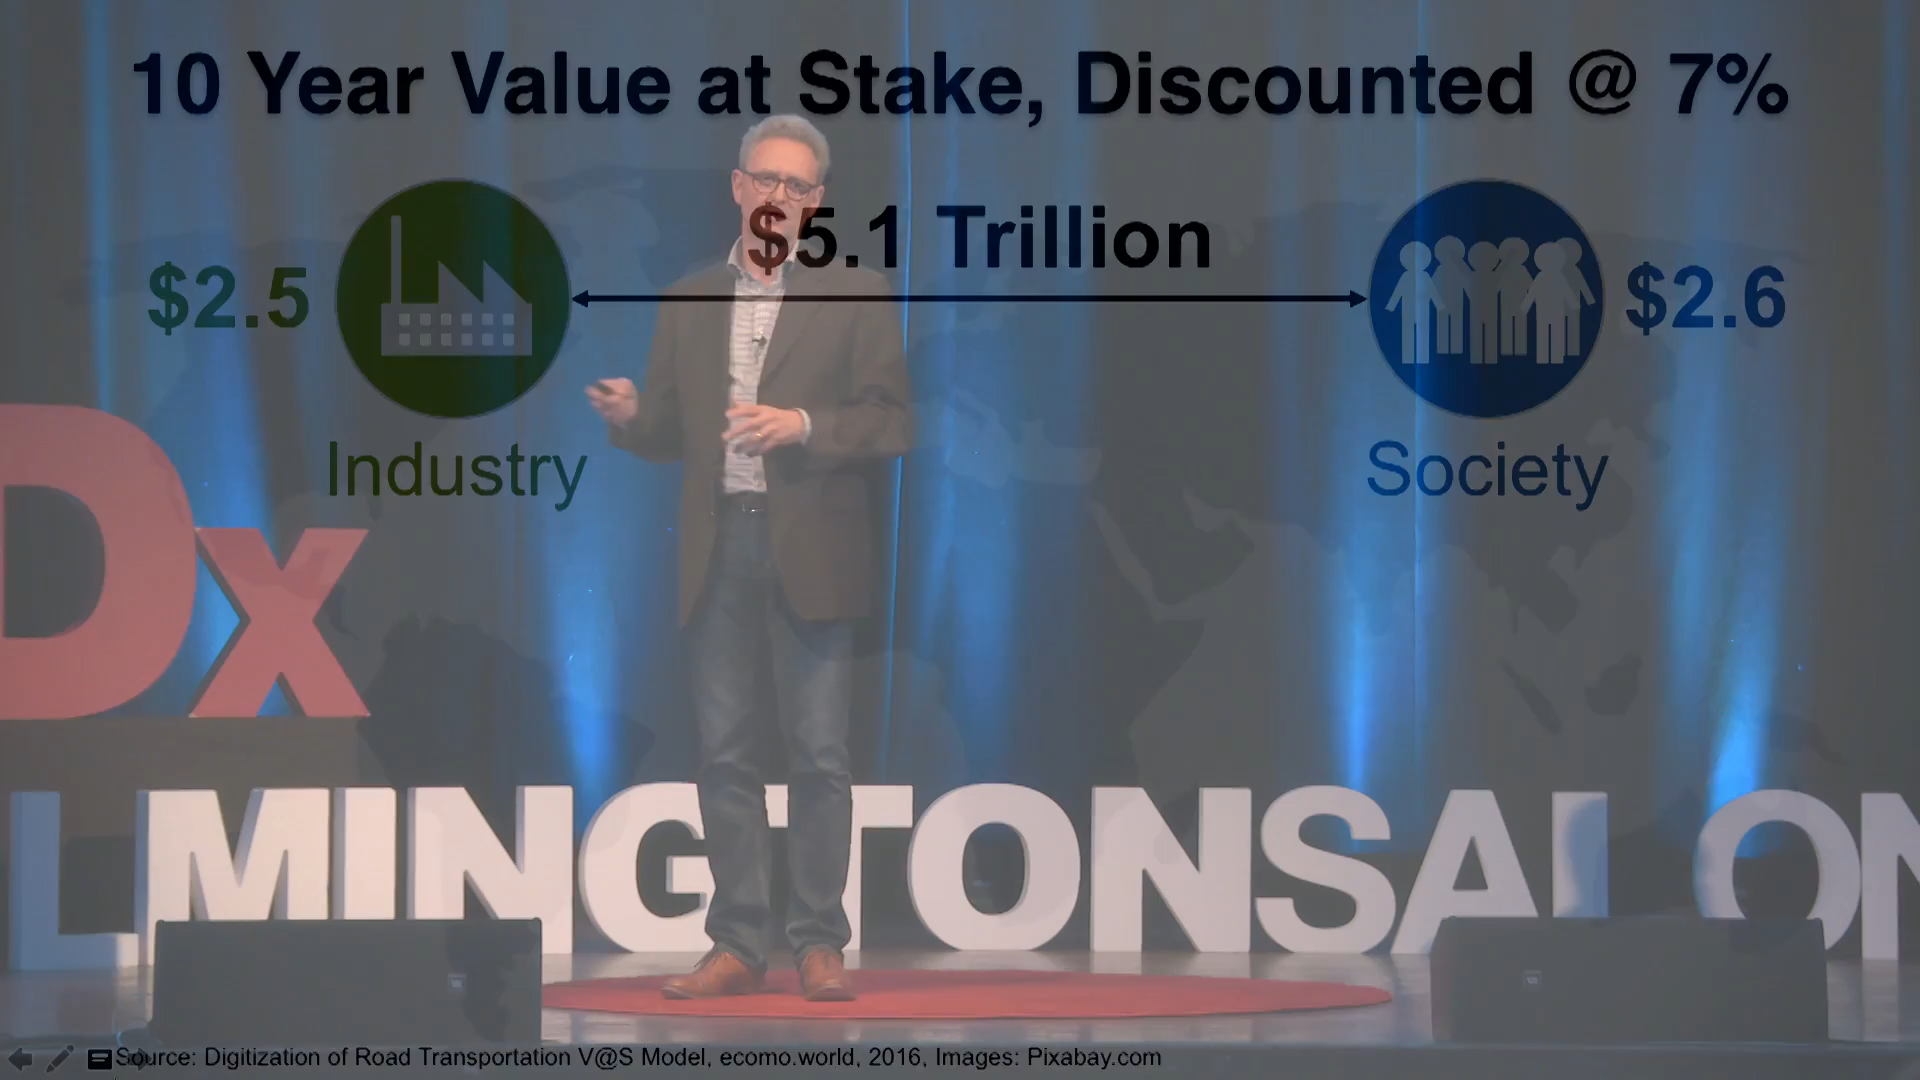 10 Year Value at Stake, Discounted @ 7%
$5.1 Trillion
$2.5
$2.6
Industry
Society
Dx
LMINGTONSALON
Source: Digitization of Road Transportation V@S Model, ecomo.world, 2016, Images: Pixabay.com